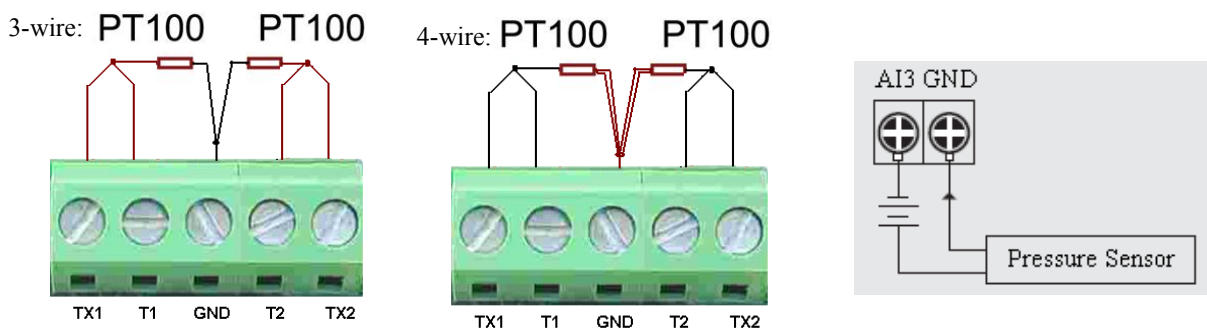 3-wire: PT100 PT100
TX1 T1 GND T2 TX2
4-wire: PT100 PT100
TX1 T1 GND T2 TX2
AI3 GND
Pressure Sensor